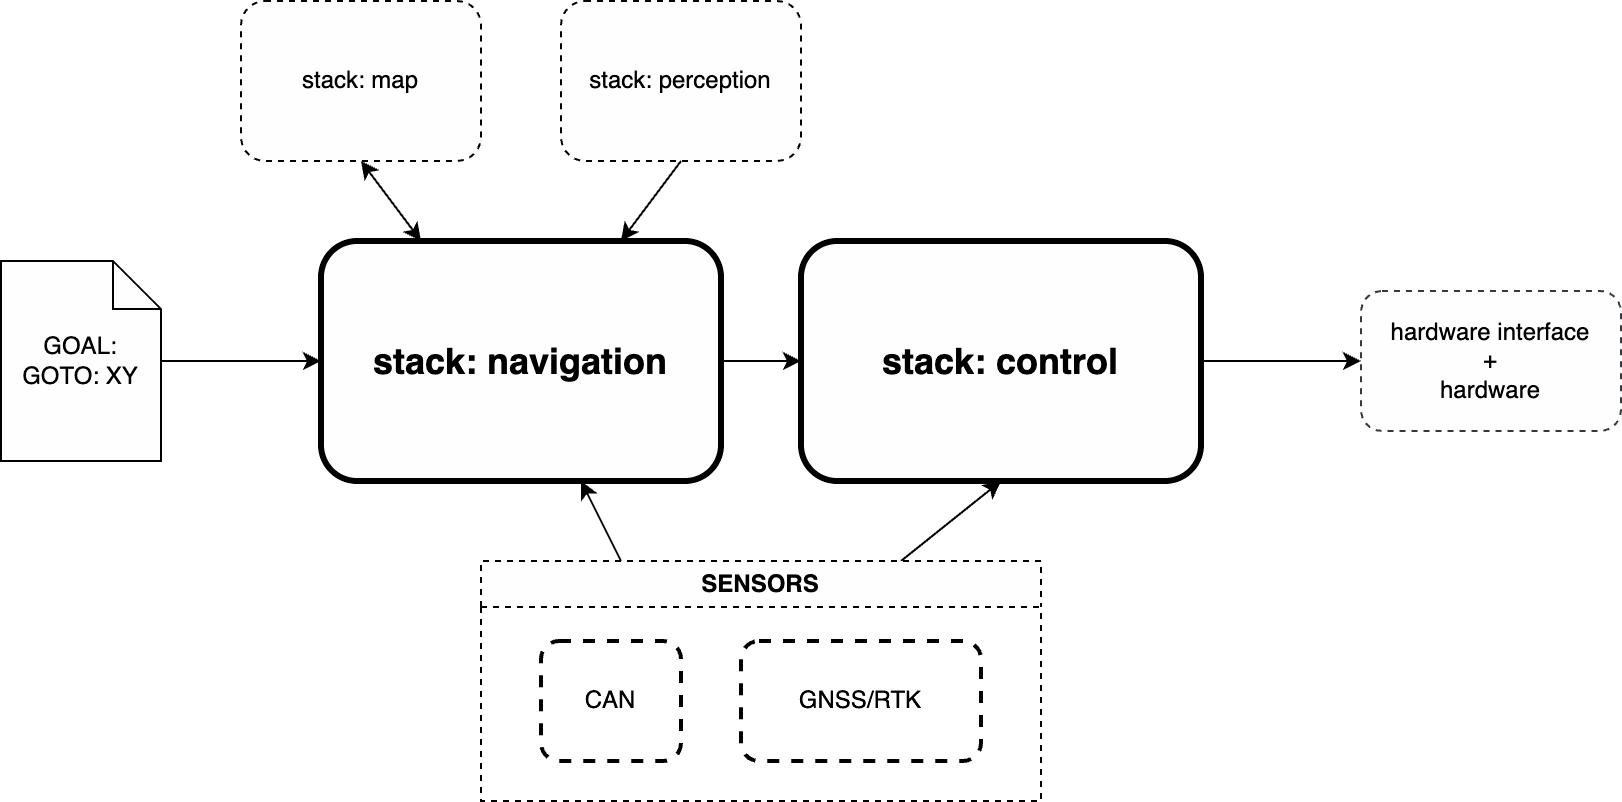 stack: map
stack: perception
GOAL:
GOTO: XY
stack: navigation
stack: control
hardware interface
+
hardware
SENSORS
CAN
GNSS/RTK